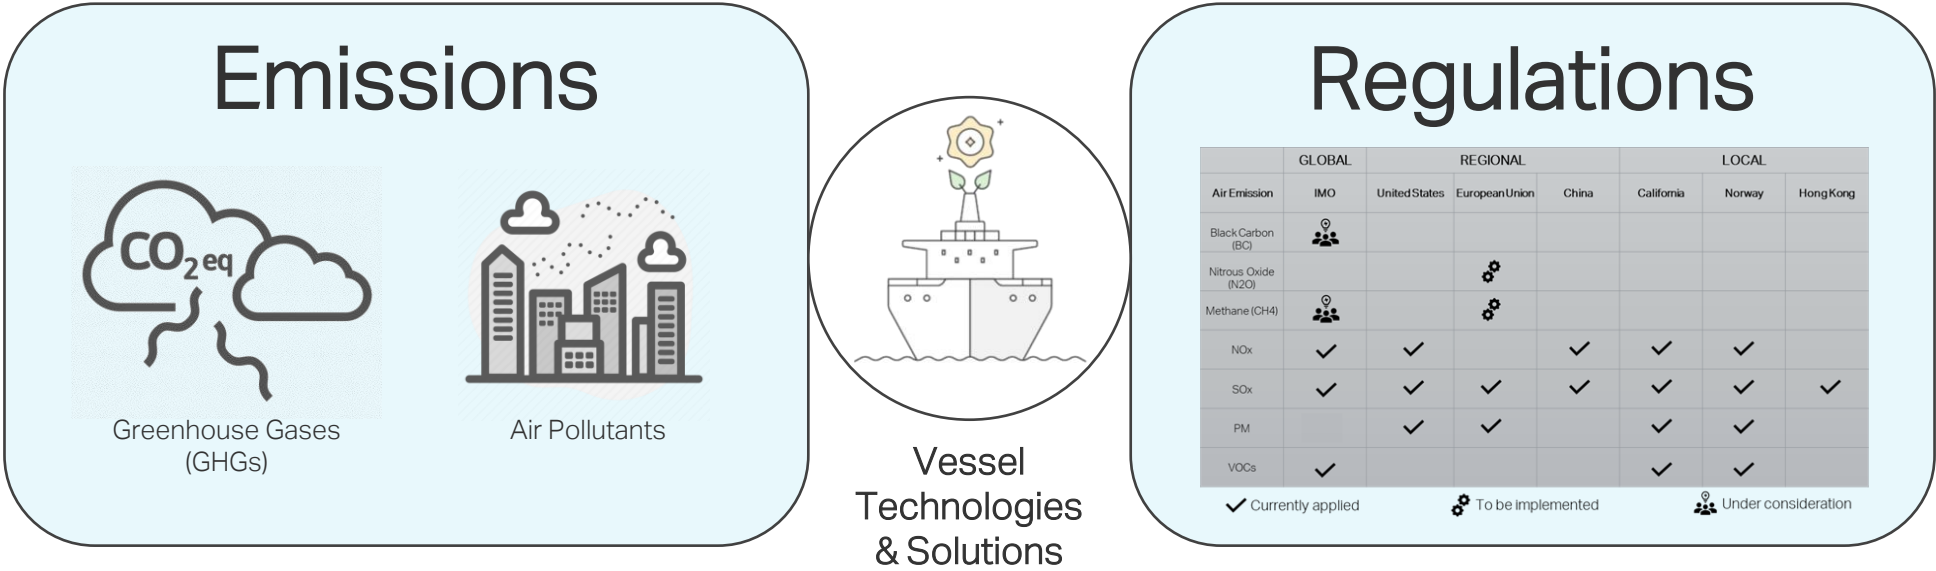 Emissions
CO2 eq
Greenhouse Gases
(GHGs)
Air Pollutants
Vessel
Technologies
& Solutions
Regulations
GLOBAL REGIONAL LOCAL
Air Emission IMO United States European Union China California Norway Hong Kong
Black Carbon
(BC)
Nitrous Oxide
(N2O)
Methane (CH4)
NOx
SOx
PM
VOCs
Currently applied To be implemented Under consideration